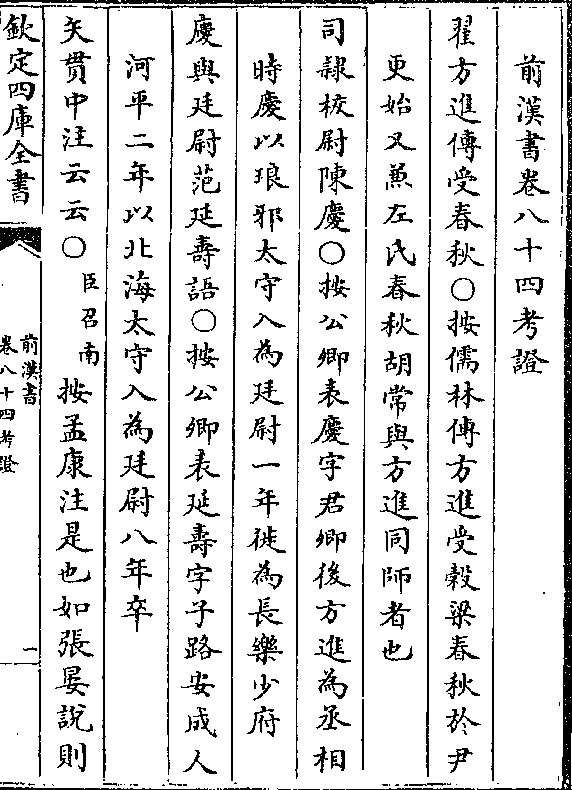 前漢書卷八十四考證
翟方進傳受春秋○按儒林傳方進受穀梁春秋於尹
更始又兼左氏春秋胡常與方進同師者也
司隸校尉陳慶○按公卿表慶字君卿後方進為丞相
時慶以琅邪太守入為廷尉一年徙為長樂少府
慶與廷尉范延壽語○按公卿表延壽字子路安成人
河平二年以北海太守入為廷尉八年卒
矢貫中注云云○臣召南按孟康注是也如張晏說則
欽定四庫全書
前漢書
卷八十四考證
一